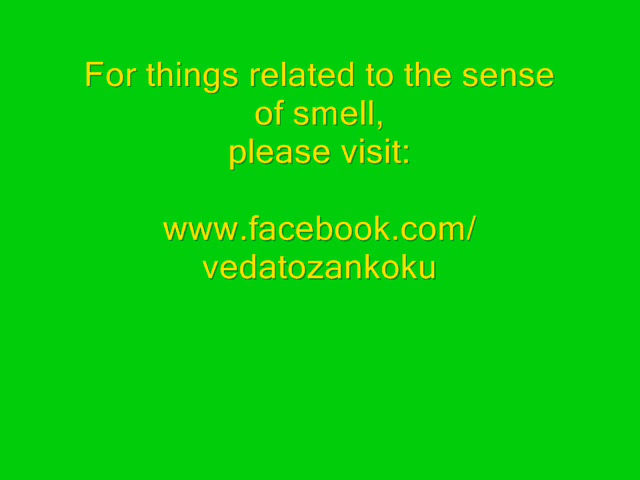 For things related to the sense
of smell,
please visit:
www.facebook.com/
vedatozankoku